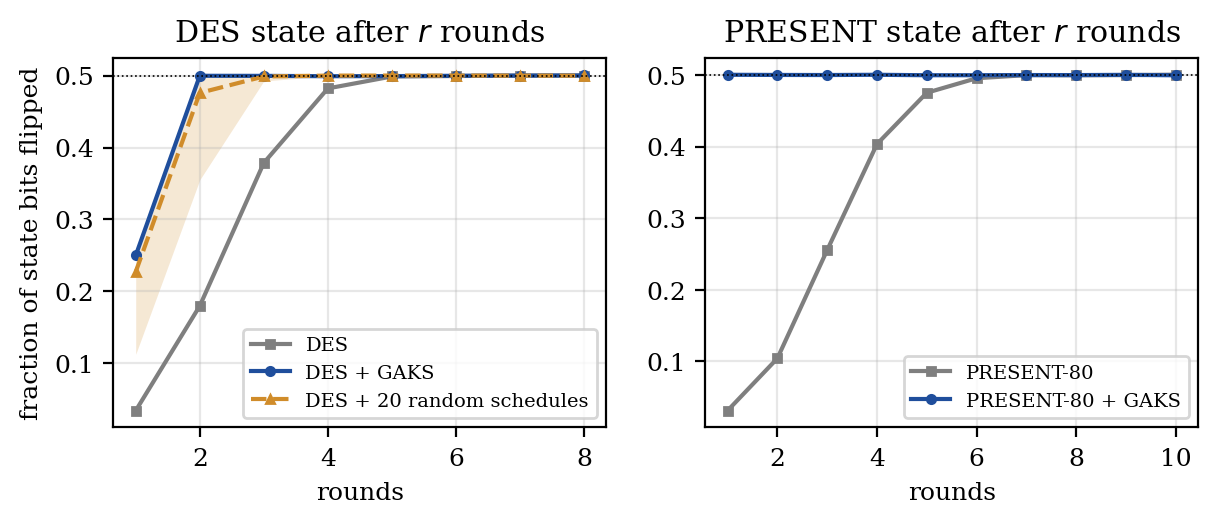 DES state after r rounds
fraction of state bits flipped
0.5
0.4
0.3
0.2
0.1
2 4 6 8
rounds
DES
DES + GAKS
DES + 20 random schedules
PRESENT state after r rounds
0.5
0.4
0.3
0.2
0.1
2 4 6 8 10
rounds
PRESENT-80
PRESENT-80 + GAKS